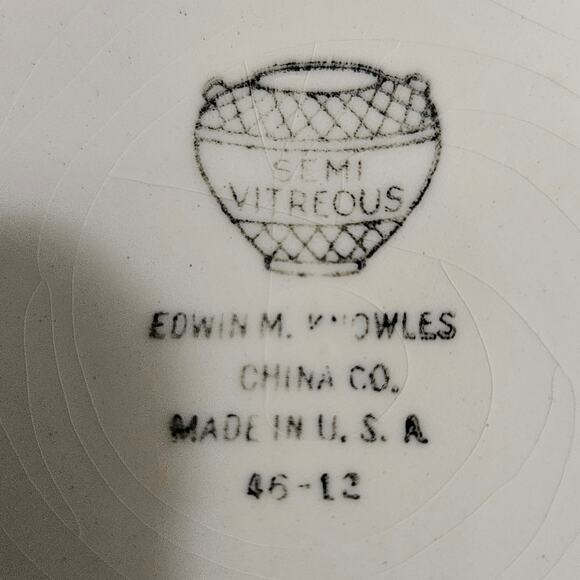 SEMI
VITREOUS
EDWIN M. KNOWLES
CHINA CO.
MADE IN U. S. A.
46-12